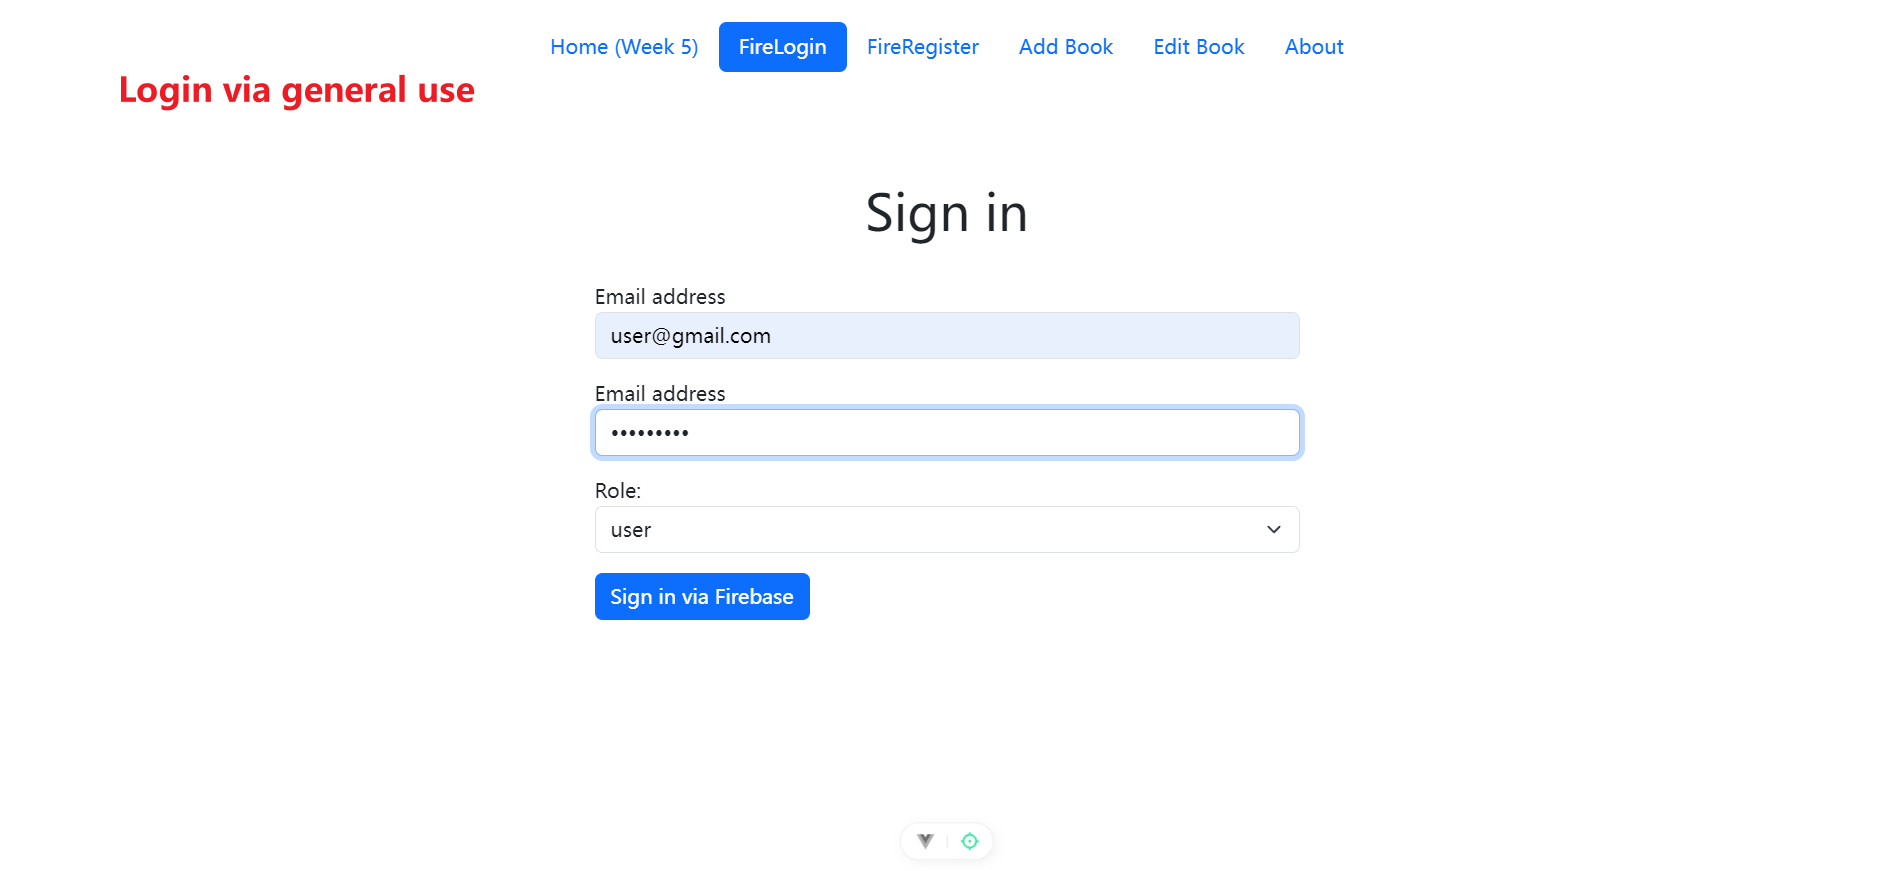 Home (Week 5) FireLogin FireRegister Add Book Edit Book About
Login via general use
Sign in
Email address
user@gmail.com
Email address
•••••••••
Role:
user
Sign in via Firebase